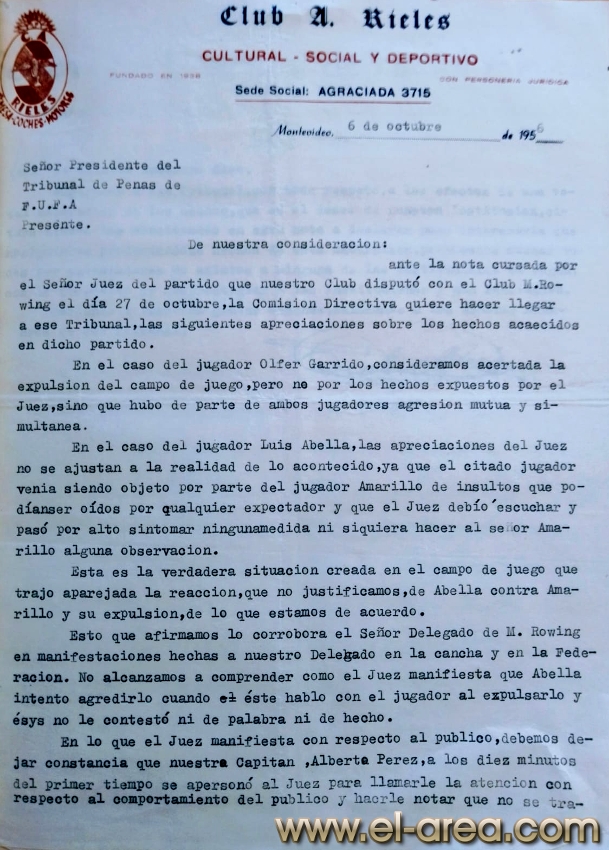 Club A. Rieles
CULTURAL - SOCIAL Y DEPORTIVO
FUNDADO EN 1938
CON PERSONERIA JURIDICA
Sede Social: AGRACIADA 3715
RIELES
COCHES-MOTORES
Montevideo, 6 de octubre de 1956
Señor Presidente del
Tribunal de Penas de
F.U.F.A
Presente.
De nuestra consideracion:
ante la nota cursada por
el Señor Juez del partido que nuestro Club disputó con el Club M.Ro-
wing el día 27 de octubre,la Comision Directiva quiere hacer llegar
a ese Tribunal,las siguientes apreciaciones sobre los hechos acaecidos
en dicho partido.
En el caso del jugador Olfer Garrido,consideramos acertada la
expulsion del campo de juego,pero no por los hechos expuestos por el
Juez,sino que hubo de parte de ambos jugadores agresion mutua y si-
multanea.
En el caso del jugador Luis Abella,las apreciaciones del Juez
no se ajustan a la realidad de lo acontecido,ya que el citado jugador
venia siendo objeto por parte del jugador Amarillo de insultos que po-
díanser oídos por qualquier expectador y que el Juez debío escuchar y
pasó por alto sintomar ningunamedida ni siquiera hacer al señor Ama-
rillo alguna observacion.
Esta es la verdadera situacion creada en el campo de juego que
trajo aparejada la reaccion,que no justificamos,de Abella contra Ama-
rillo y su expulsion,de lo que estamos de acuerdo.
Esto que afirmamos lo corrobora el Señor Delegado de M. Rowing
en manifestaciones hechas a nuestro Delegado en la cancha y en la Fede-
racion. No alcanzamos a comprender como el Juez manifiesta que Abella
intento agredirlo cuando el éste hablo con el jugador al expulsarlo y
ésys no le contestó ni de palabra ni de hecho.
En lo que el Juez manifiesta con respecto al publico,debemos de-
jar constancia que nuestra Capitan ,Alberto Perez,a los diez minutos
del primer tiempo se apersonó al Juez para llamarle la atencion con
respecto al comportamiento del publico y hacrle notar que no se tra-
www.el-area.com